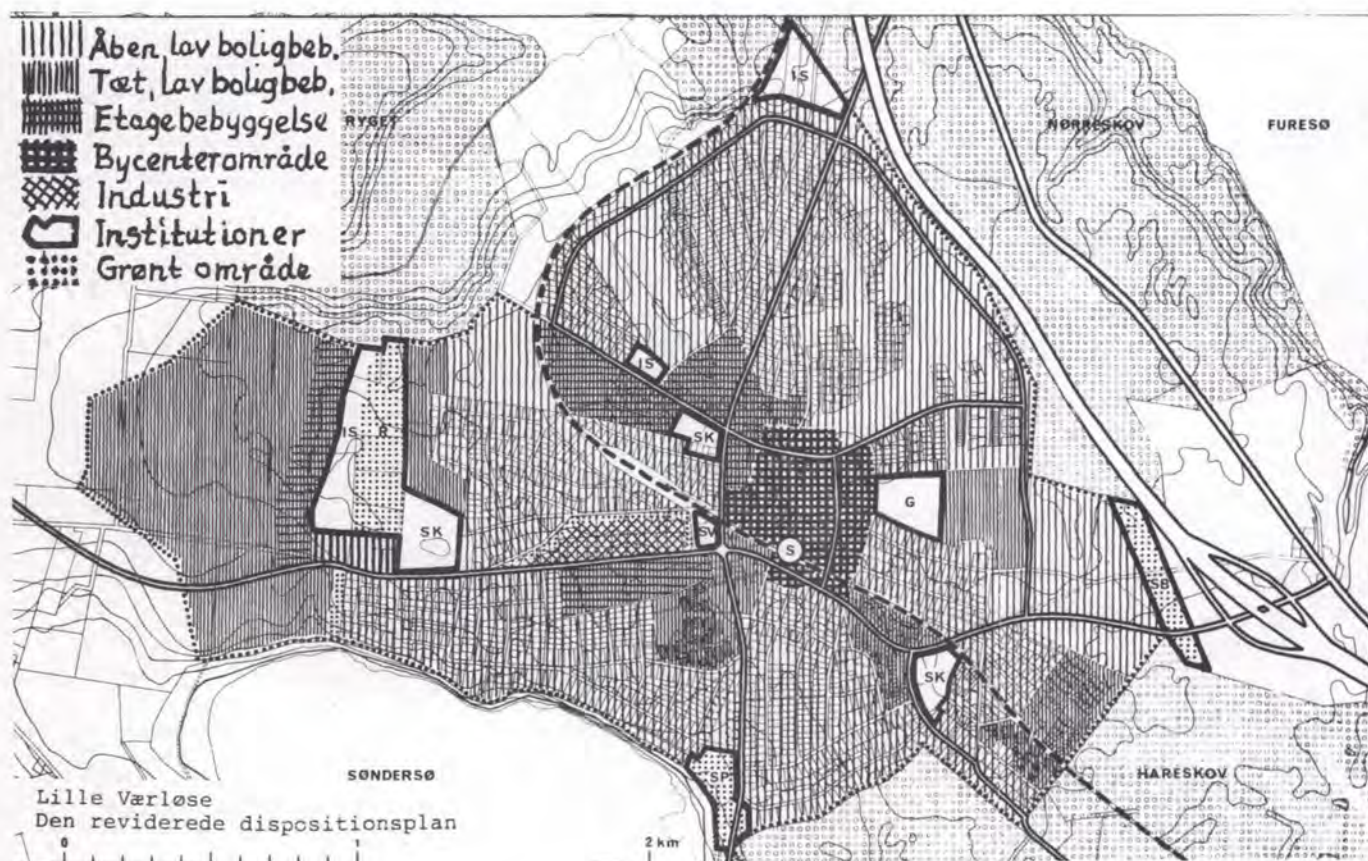 Åben, lav boligbeb.
Tæt, lav boligbeb.
Etagebebyggelse
Bycenterområde
Industri
Institutioner
Grønt område
RYGET
IS
NØRRESKOV
FURESØ
IS
SK
IS R
G
SK
SV
S
SB
SK
SP
SØNDERSØ
HARESKOV
Lille Værløse
Den reviderede dispositionsplan
0 1 2 km